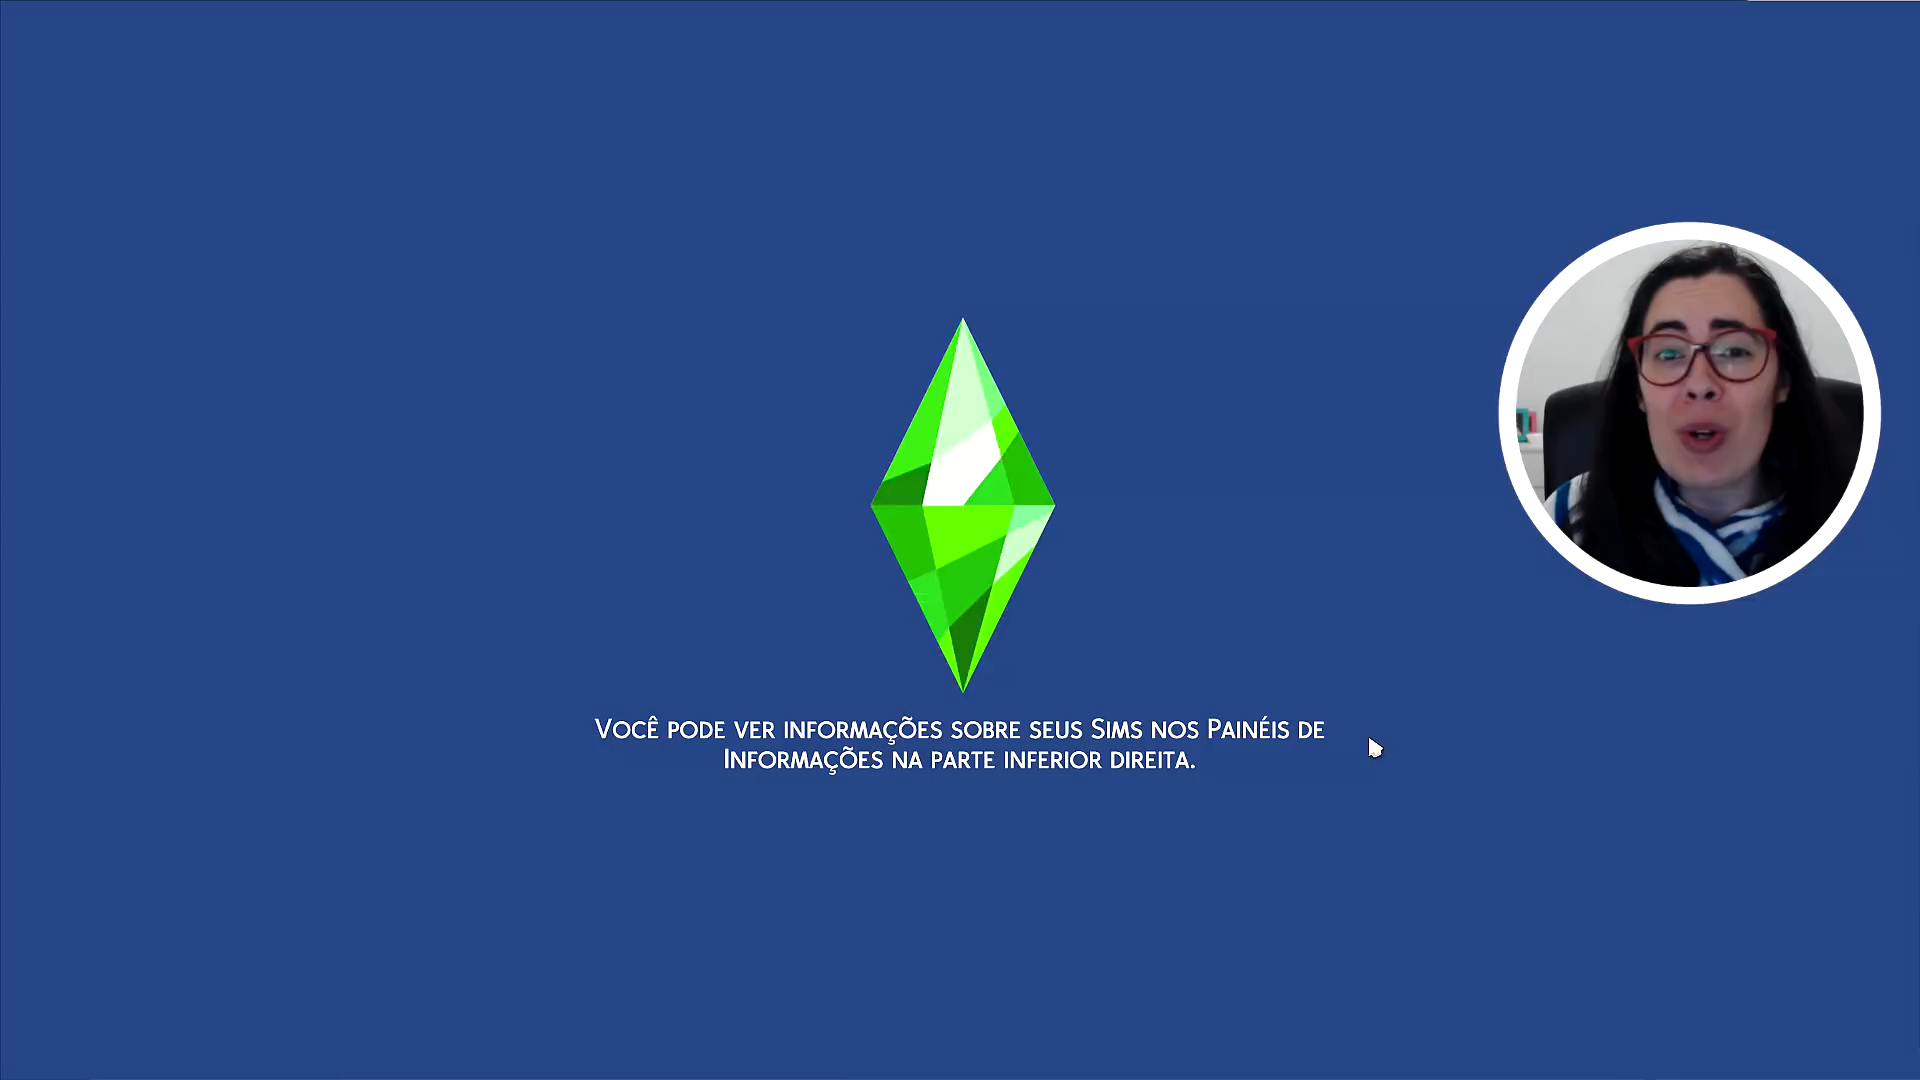 Você pode ver informações sobre seus Sims nos Painéis de
Informações na parte inferior direita.